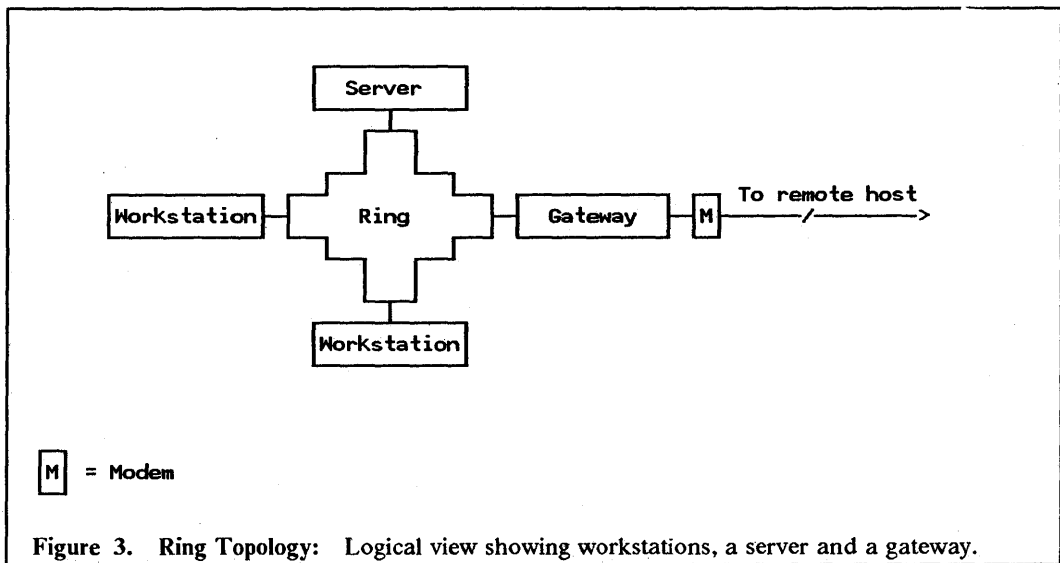 Server
To remote host
Workstation
Ring
Gateway
M
Workstation
M = Modem
Figure 3. Ring Topology: Logical view showing workstations, a server and a gateway.